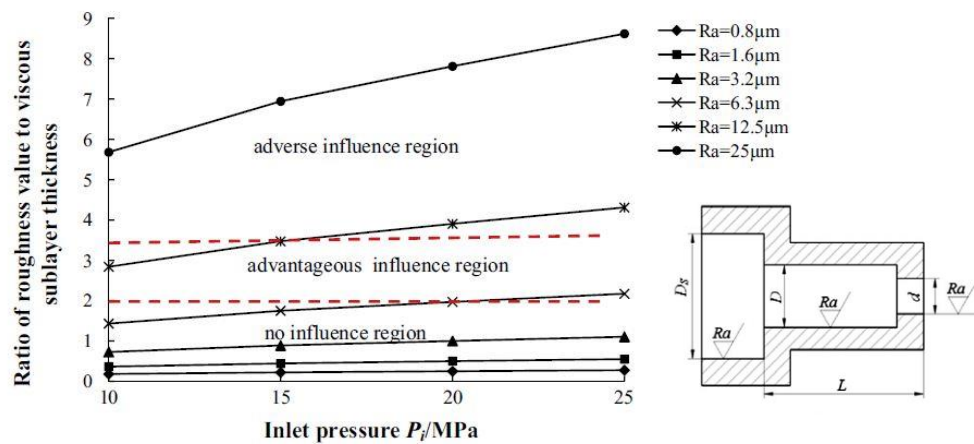 Ratio of roughness value to viscous
sublayer thickness
9
8
7
6
5
4
3
2
1
0
adverse influence region
advantageous influence region
no influence region
10
15
20
25
Inlet pressure Pi/MPa
Ra=0.8μm
Ra=1.6μm
Ra=3.2μm
Ra=6.3μm
Ra=12.5μm
Ra=25μm
Ds
D
d
Ra
Ra
Ra
L